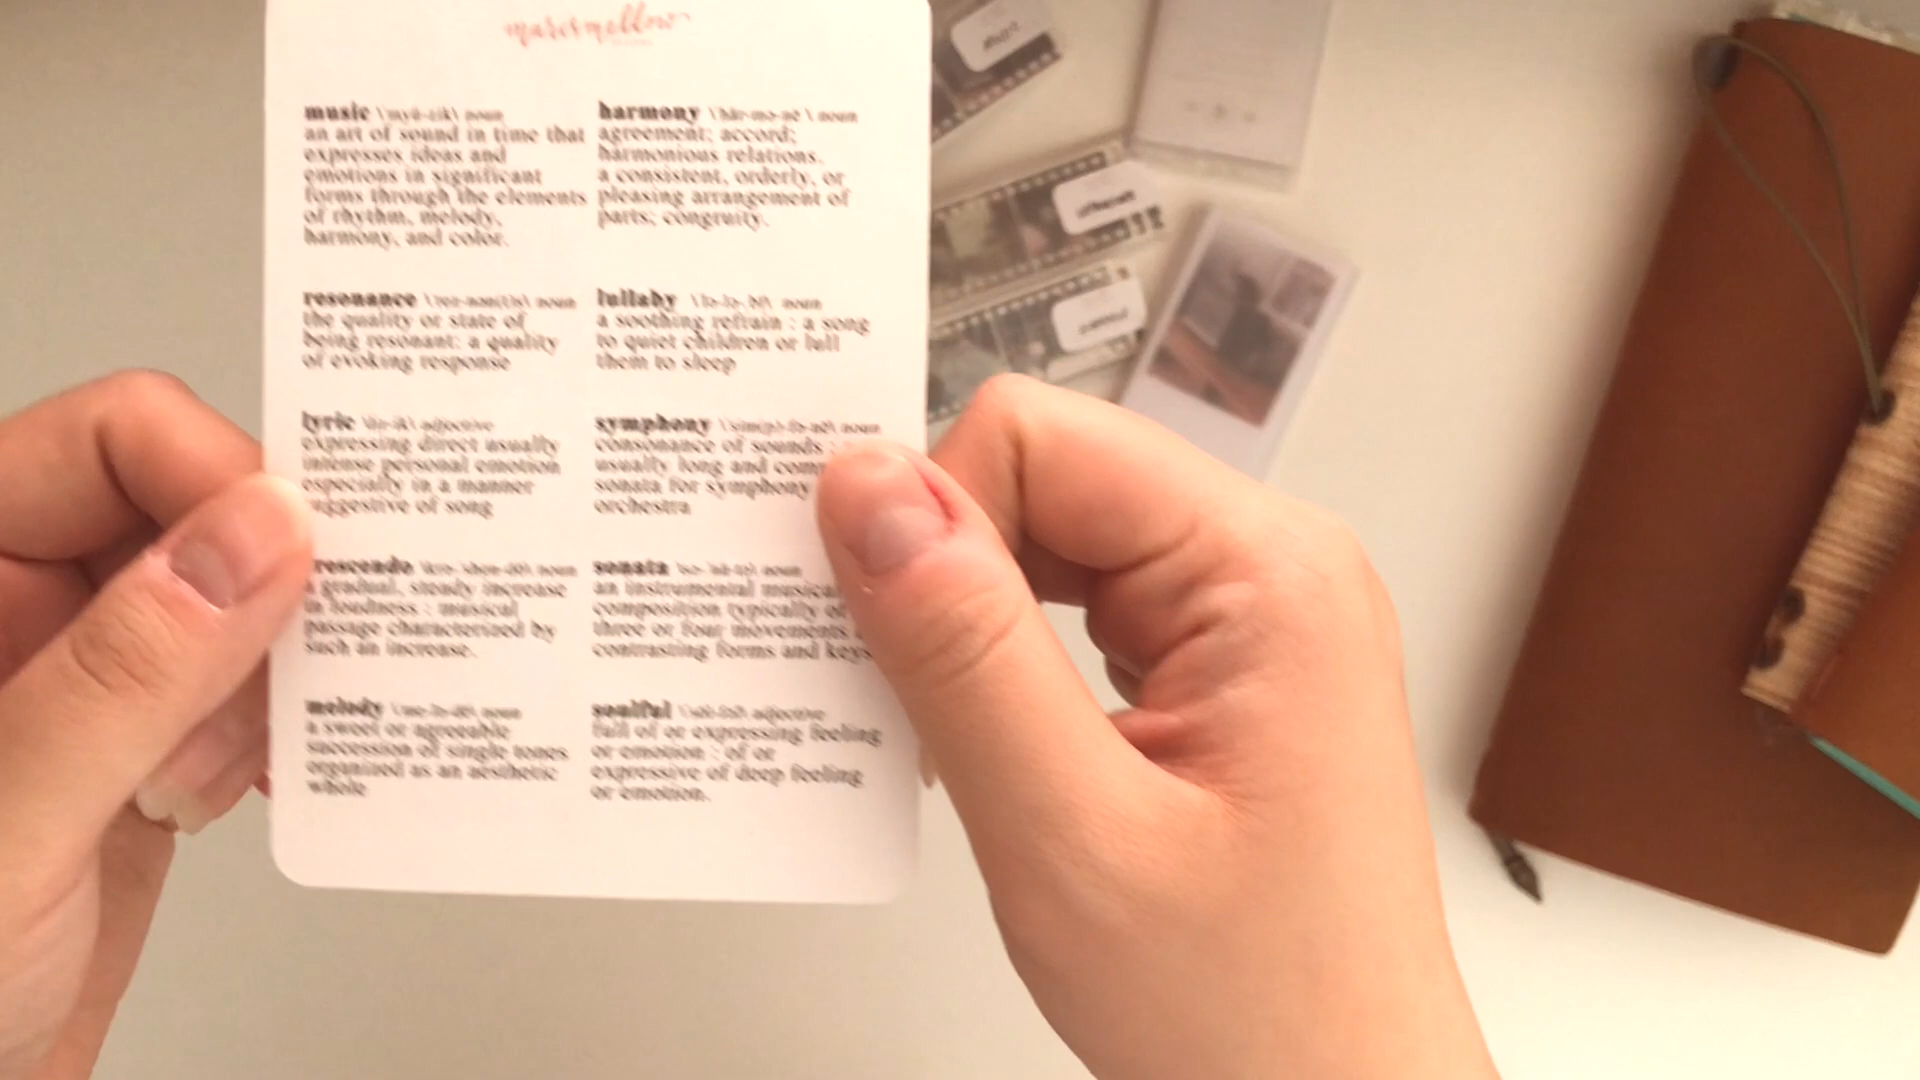 marsmellow
music \'myü-zik\ noun
an art of sound in time that
expresses ideas and
emotions in significant
forms through the elements
of rhythm, melody,
harmony, and color.
resonance noun
the quality or state of
being resonant: a quality
of evoking response
lyric adjective
expressing direct usually
intense personal emotion
especially in a manner
uggestive of song
rescendo noun
a gradual, steady increase
in loudness : musical
passage characterized by
such an increase.
melody noun
a sweet or agreeable
succession of single tones
organized as an aesthetic
whole
harmony \'här-mo-nē \ noun
agreement; accord;
harmonious relations.
a consistent, orderly, or
pleasing arrangement of
parts; congruity.
lullaby noun
a soothing refrain : a song
to quiet children or lull
them to sleep
symphony noun
consonance of sounds :
usually long and com
sonata for symphony
orchestra
sonata noun
an instrumental musical
composition typically of
three or four movements
contrasting forms and keys
soulful adjective
full of or expressing feeling
or emotion : of or
expressive of deep feeling
or emotion.